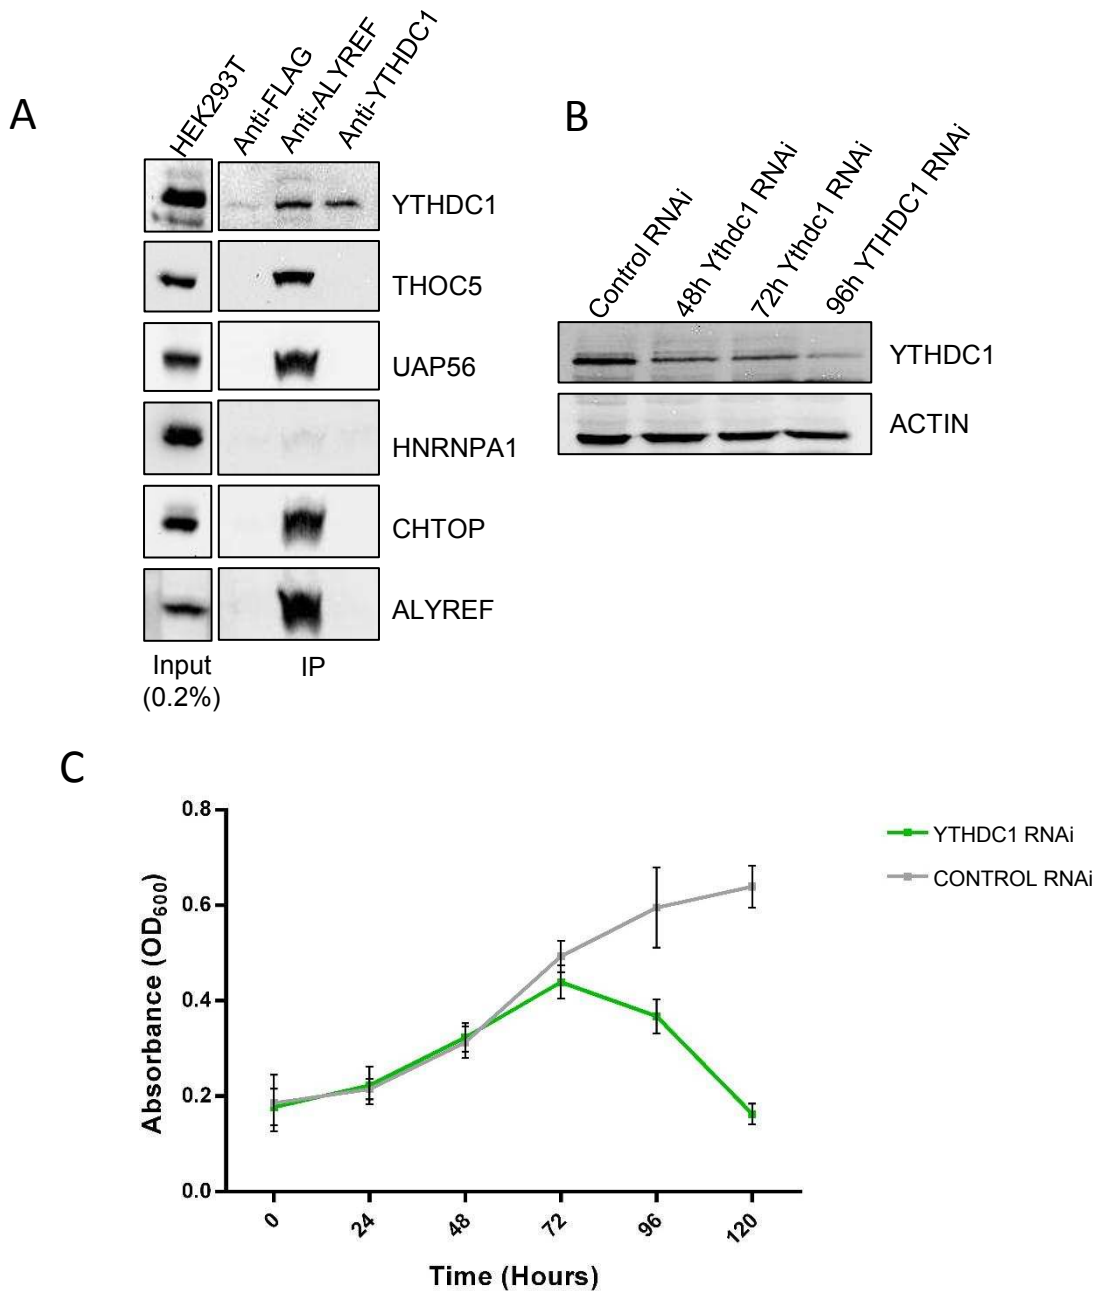 A
HEK293T
Anti-FLAG
Anti-ALYREF
Anti-YTHDC1
YTHDC1
THOC5
UAP56
HNRNPA1
CHTOP
ALYREF
Input
(0.2%)
IP
B
Control RNAi
48h Ythdc1 RNAi
72h Ythdc1 RNAi
96h YTHDC1 RNAi
YTHDC1
ACTIN
C
Absorbance (OD600)
0.8
0.6
0.4
0.2
0.0
0
24
48
72
96
120
Time (Hours)
YTHDC1 RNAi
CONTROL RNAi